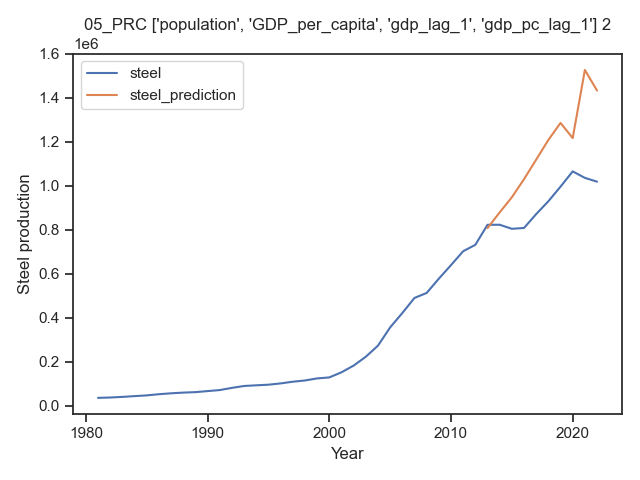 05_PRC ['population', 'GDP_per_capita', 'gdp_lag_1', 'gdp_pc_lag_1'] 2
1e6
steel
steel_prediction
1.6
1.4
1.2
1.0
0.8
0.6
0.4
0.2
0.0
Steel production
1980
1990
2000
2010
2020
Year